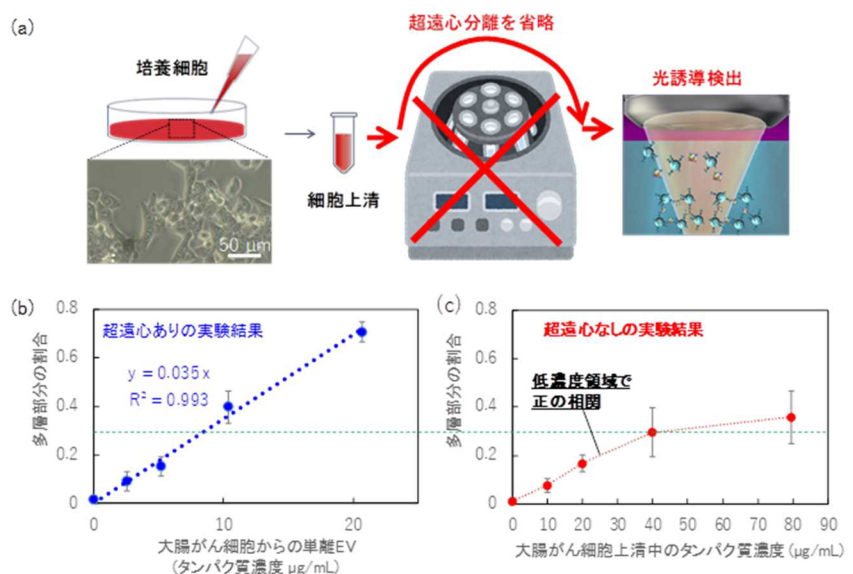 (a)
超遠心分離を省略
培養細胞
光誘導検出
細胞上清
50 μm
(b)
0.8
超遠心ありの実験結果
0.6
y = 0.035 x
R² = 0.993
0.4
0.2
0
0
10
20
多層部分の割合
大腸がん細胞からの単離EV
(タンパク質濃度 μg/mL)
(c)
0.8
超遠心なしの実験結果
0.6
低濃度領域で
正の相関
0.4
0.2
0
0 10 20 30 40 50 60 70 80 90
多層部分の割合
大腸がん細胞上清中のタンパク質濃度 (μg/mL)